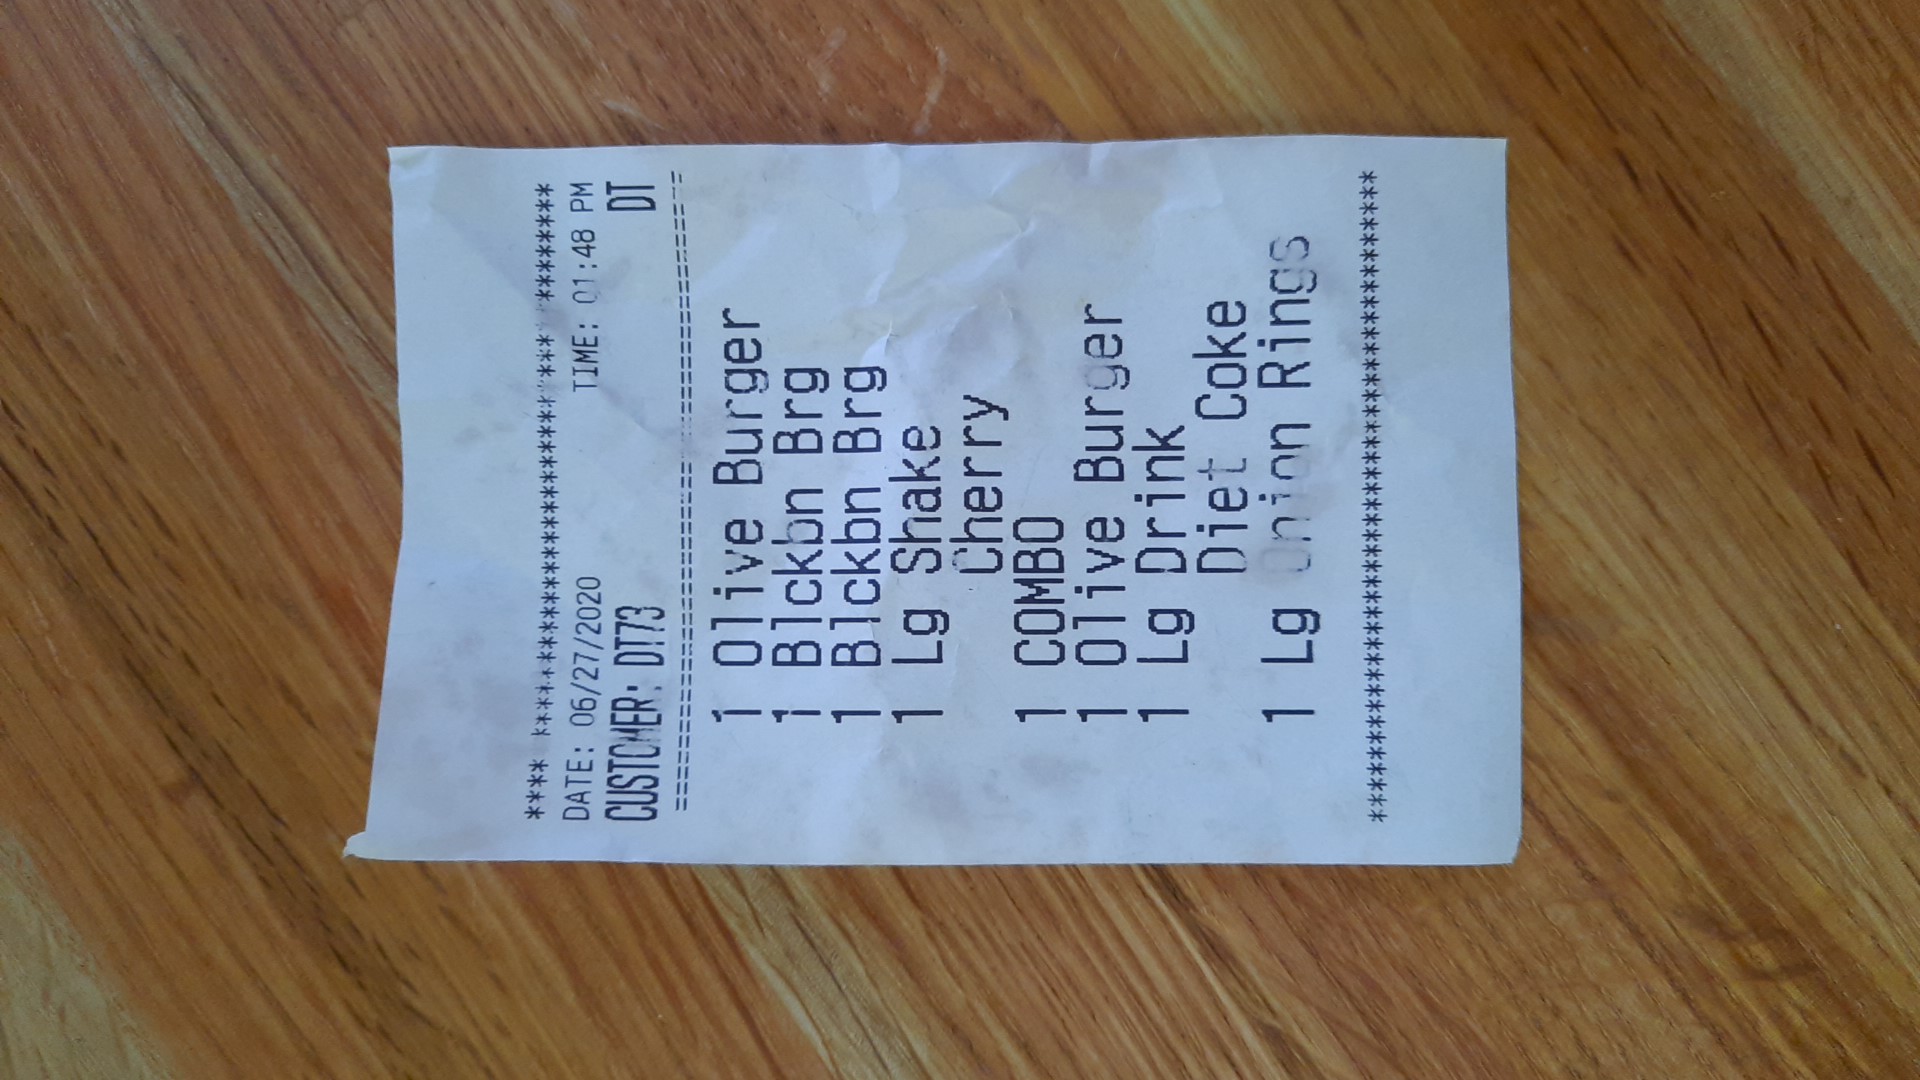 **** **** *************************** ********
DATE: 06/27/2020 TIME: 01:48 PM
CUSTOMER: DT73 DT
==========================================
1 Olive Burger
1 Blckbn Brg
1 Blckbn Brg
1 Lg Shake
Cherry
1 COMBO
1 Olive Burger
1 Lg Drink
Diet Coke
1 Lg Onion Rings
******************************************